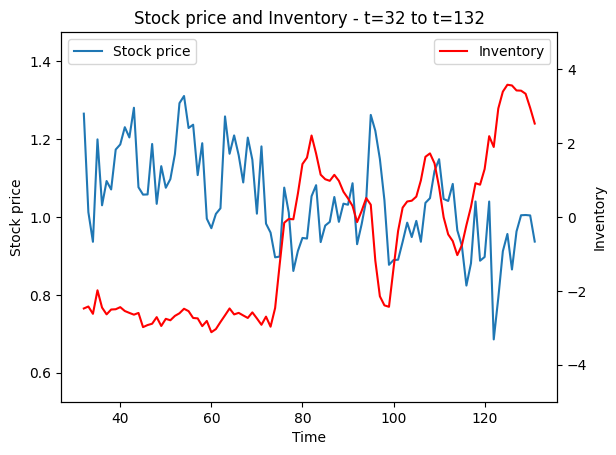 Stock price and Inventory - t=32 to t=132
Stock price
Inventory
1.4
1.2
1.0
0.8
0.6
Stock price
4
2
0
−2
−4
Inventory
40
60
80
100
120
Time